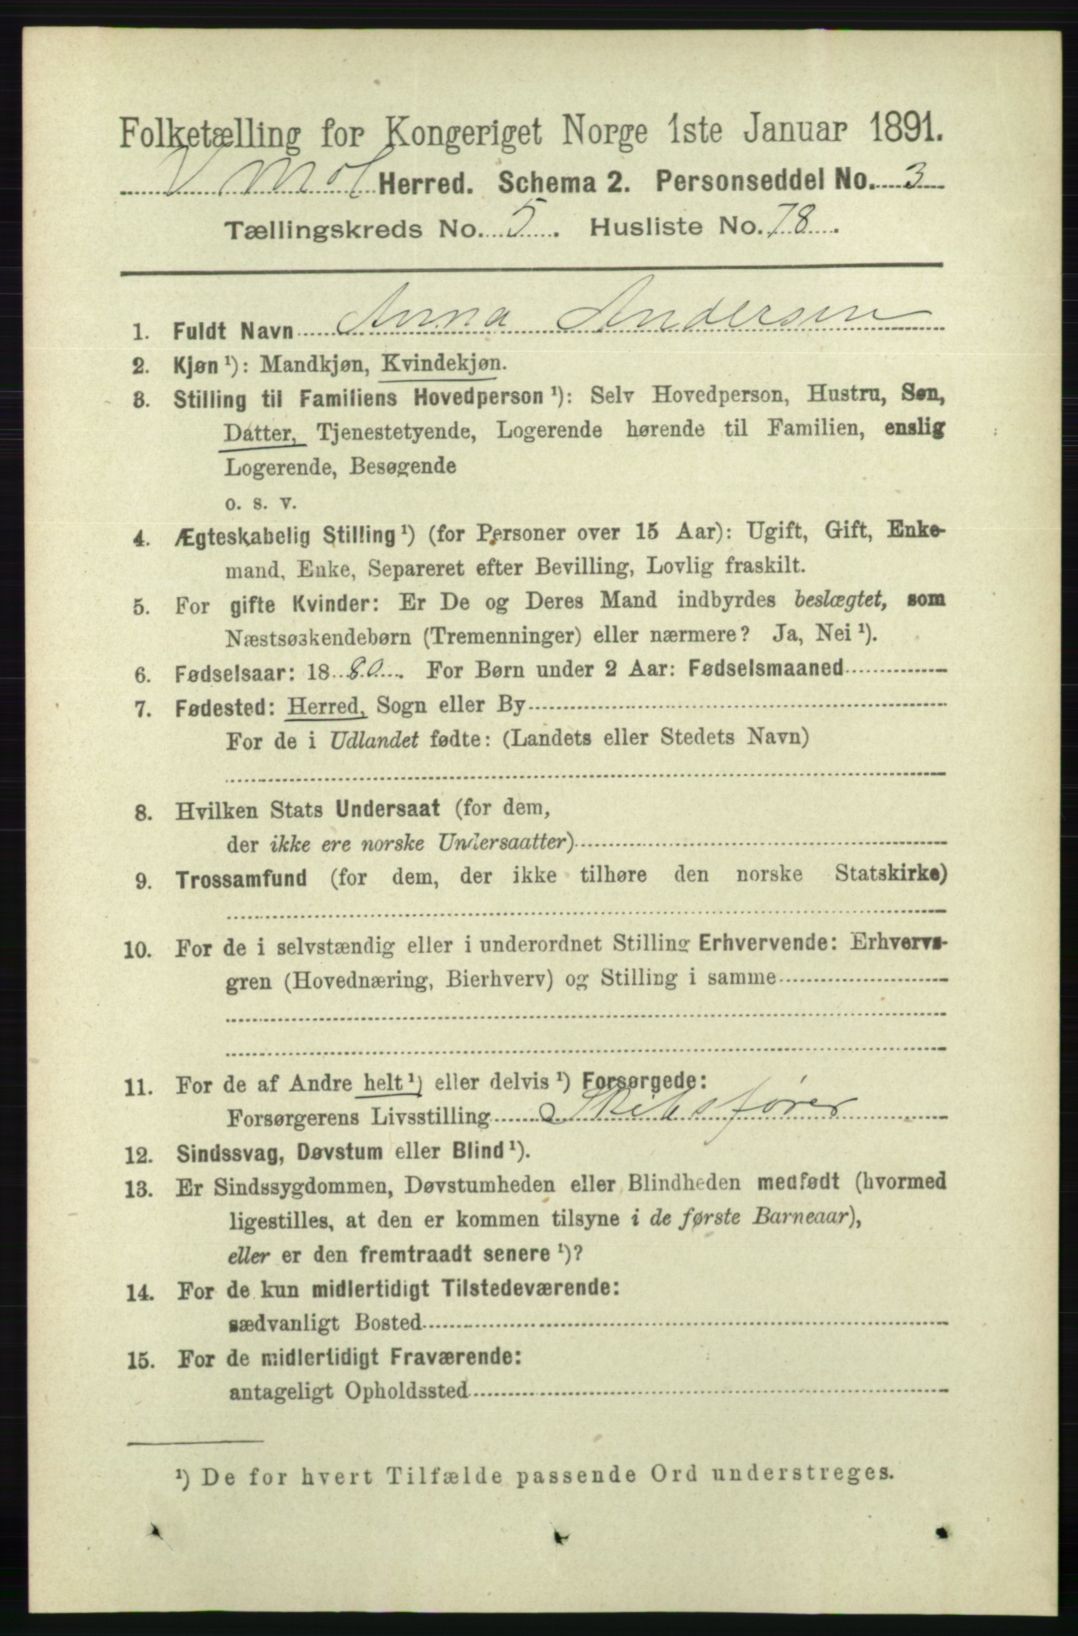 Folketælling for Kongeriget Norge 1ste Januar 1891.
V Mol Herred. Schema 2. Personseddel No. 3
Tællingskreds No. 5. Husliste No. 78.
1. Fuldt Navn Anna Andersen
2. Kjøn ¹): Mandkjøn, Kvindekjøn.
3. Stilling til Familiens Hovedperson ¹): Selv Hovedperson, Hustru, Søn,
Datter, Tjenestetyende, Logerende hørende til Familien, enslig
Logerende, Besøgende
o. s. v.
4. Ægteskabelig Stilling ¹) (for Personer over 15 Aar): Ugift, Gift, Enke-
mand, Enke, Separeret efter Bevilling, Lovlig fraskilt.
5. For gifte Kvinder: Er De og Deres Mand indbyrdes beslægtet, som
Næstsøskendebørn (Tremenninger) eller nærmere? Ja, Nei ¹).
6. Fødselsaar: 1880. For Børn under 2 Aar: Fødselsmaaned
7. Fødested: Herred, Sogn eller By
For de i Udlandet fødte: (Landets eller Stedets Navn)
8. Hvilken Stats Undersaat (for dem,
der ikke ere norske Undersaatter)
9. Trossamfund (for dem, der ikke tilhøre den norske Statskirke)
10. For de i selvstændig eller i underordnet Stilling Erhvervende: Erhvervs-
gren (Hovednæring, Bierhverv) og Stilling i samme
11. For de af Andre helt ¹) eller delvis ¹) Forsørgede:
Forsørgerens Livsstilling Skibsfører
12. Sindssvag, Døvstum eller Blind ¹).
13. Er Sindssygdommen, Døvstumheden eller Blindheden medfødt (hvormed
ligestilles, at den er kommen tilsyne i de første Barneaar),
eller er den fremtraadt senere ¹)?
14. For de kun midlertidigt Tilstedeværende:
sædvanligt Bosted
15. For de midlertidigt Fraværende:
antageligt Opholdssted
¹) De for hvert Tilfælde passende Ord understreges.